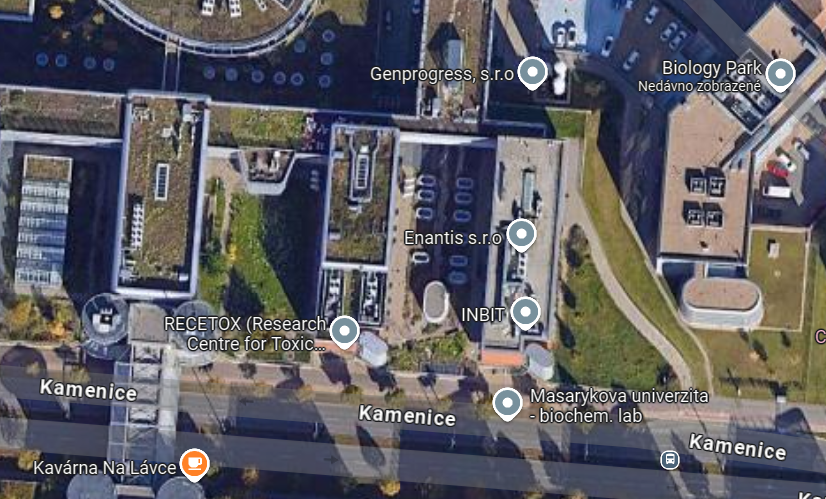 Genprogress, s.r.o
Biology Park
Nedávno zobrazené
Enantis s.r.o
INBIT
RECETOX (Research
Centre for Toxic...
Kamenice
Kamenice
Masarykova univerzita
- biochem. lab
Kamenice
Kavárna Na Lávce
C
Ka